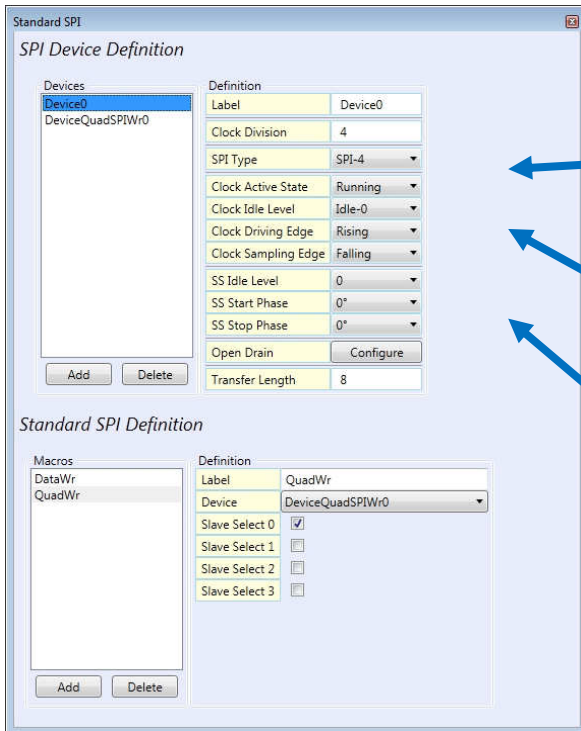 Standard SPI
SPI Device Definition
Devices
Device0
DeviceQuadSPIWr0
Add Delete
Definition
Label Device0
Clock Division 4
SPI Type SPI-4
Clock Active State Running
Clock Idle Level Idle-0
Clock Driving Edge Rising
Clock Sampling Edge Falling
SS Idle Level 0
SS Start Phase 0°
SS Stop Phase 0°
Open Drain Configure
Transfer Length 8
Standard SPI Definition
Macros
DataWr
QuadWr
Add Delete
Definition
Label QuadWr
Device DeviceQuadSPIWr0
Slave Select 0
Slave Select 1
Slave Select 2
Slave Select 3